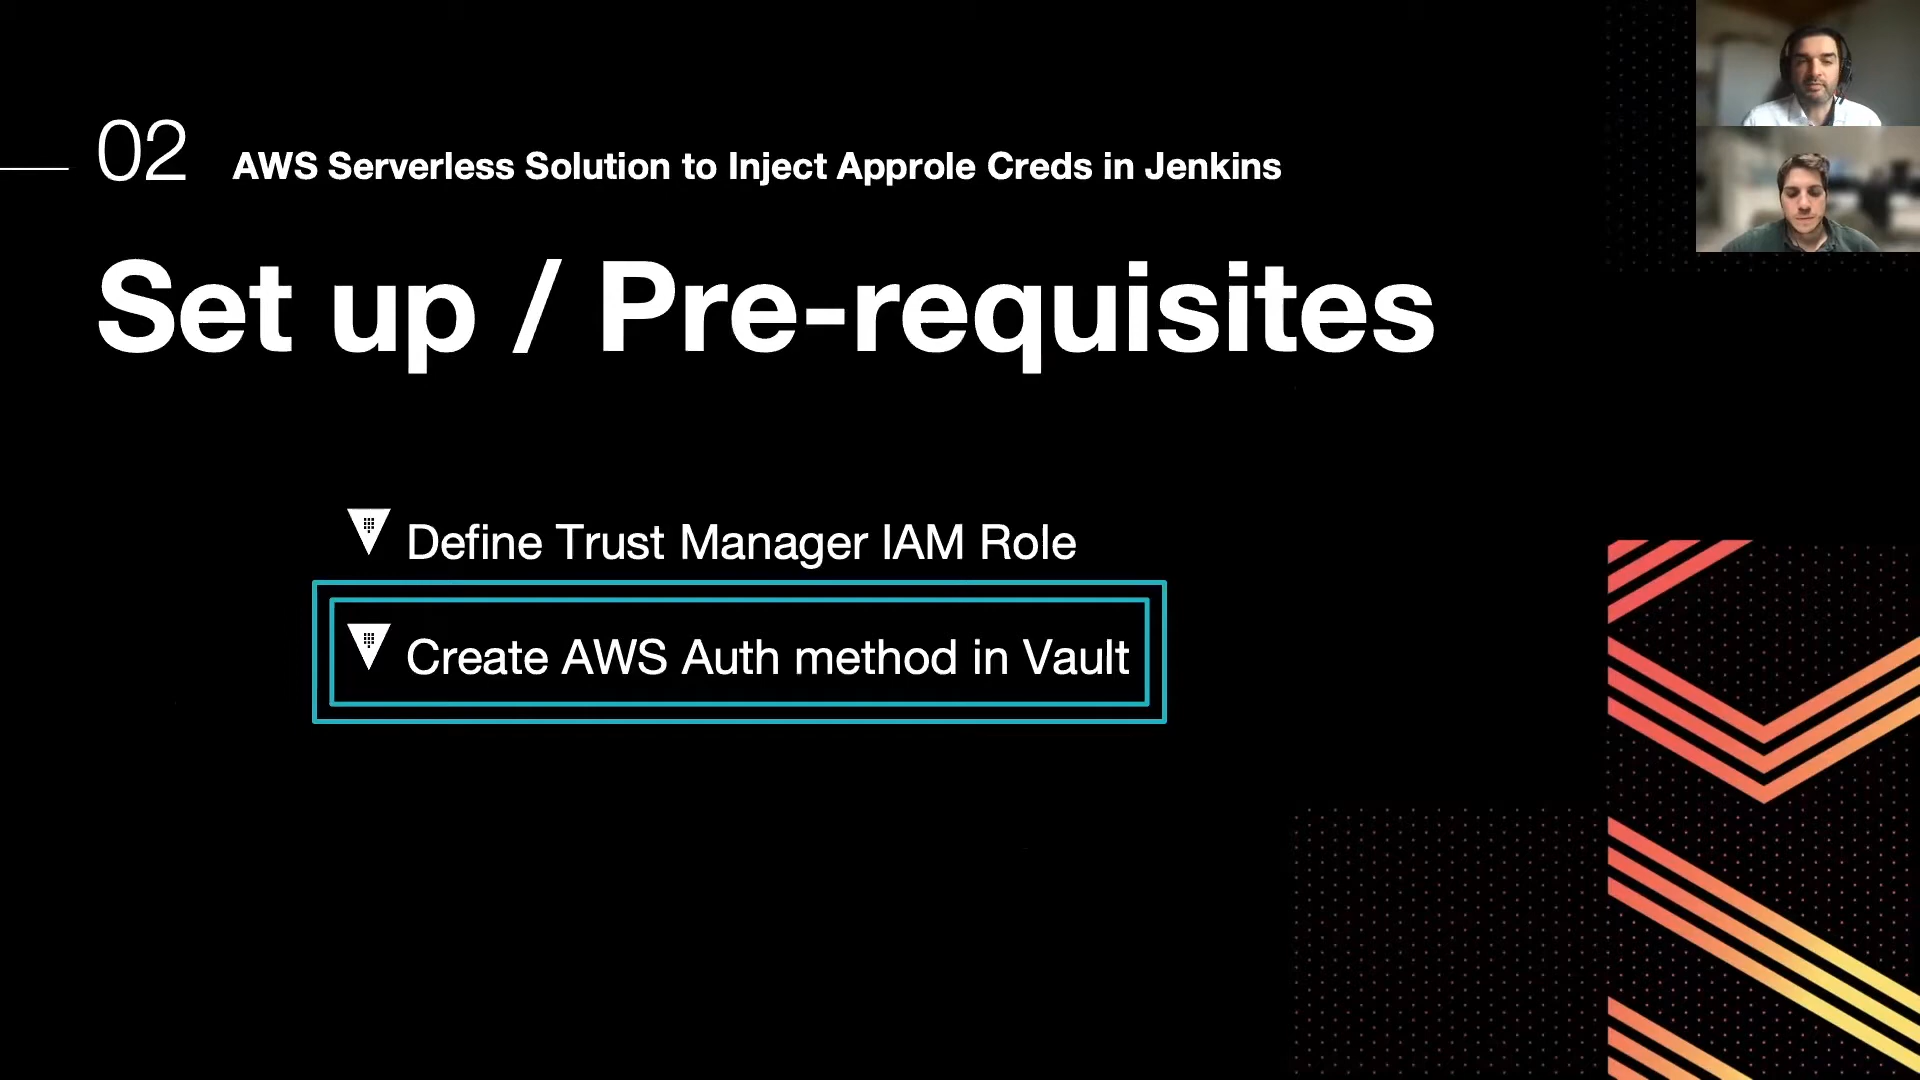 02 AWS Serverless Solution to Inject Approle Creds in Jenkins
Set up / Pre-requisites
Define Trust Manager IAM Role
Create AWS Auth method in Vault